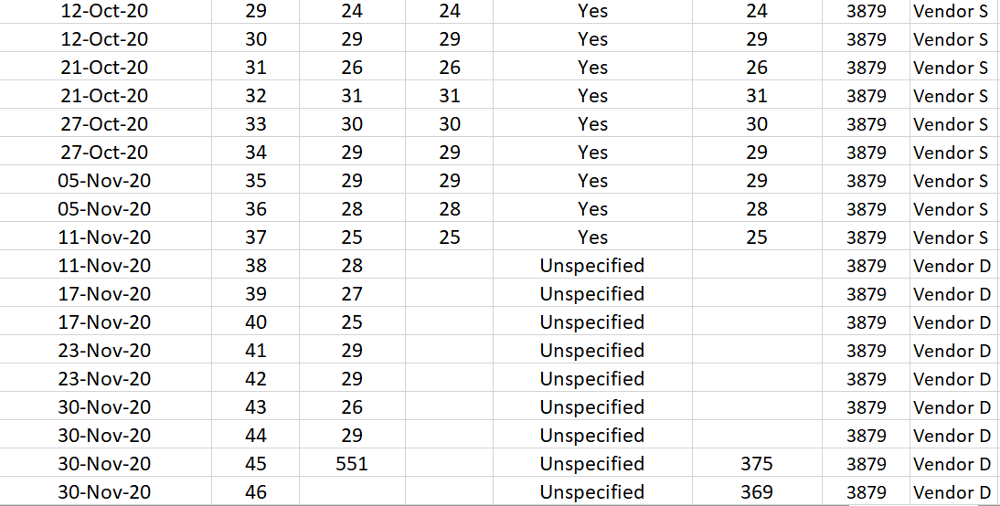 12-Oct-20 29 24 24 Yes 24 3879 Vendor S
12-Oct-20 30 29 29 Yes 29 3879 Vendor S
21-Oct-20 31 26 26 Yes 26 3879 Vendor S
21-Oct-20 32 31 31 Yes 31 3879 Vendor S
27-Oct-20 33 30 30 Yes 30 3879 Vendor S
27-Oct-20 34 29 29 Yes 29 3879 Vendor S
05-Nov-20 35 29 29 Yes 29 3879 Vendor S
05-Nov-20 36 28 28 Yes 28 3879 Vendor S
11-Nov-20 37 25 25 Yes 25 3879 Vendor S
11-Nov-20 38 28 Unspecified 3879 Vendor D
17-Nov-20 39 27 Unspecified 3879 Vendor D
17-Nov-20 40 25 Unspecified 3879 Vendor D
23-Nov-20 41 29 Unspecified 3879 Vendor D
23-Nov-20 42 29 Unspecified 3879 Vendor D
30-Nov-20 43 26 Unspecified 3879 Vendor D
30-Nov-20 44 29 Unspecified 3879 Vendor D
30-Nov-20 45 551 Unspecified 375 3879 Vendor D
30-Nov-20 46 Unspecified 369 3879 Vendor D